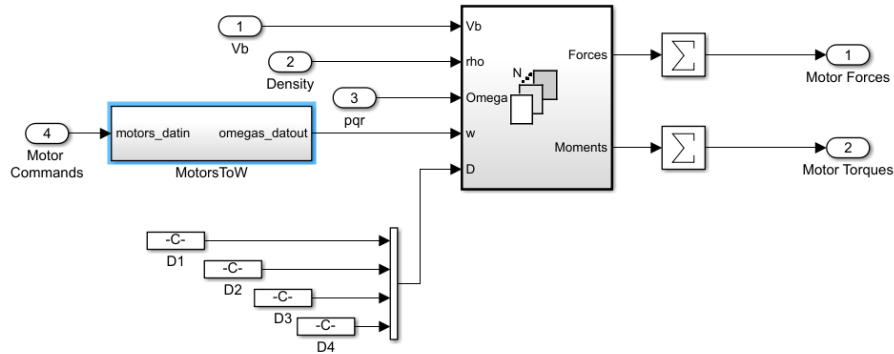 1
Vb
2
Density
3
pqr
4
Motor
Commands
motors_datin
omegas_datout
MotorsToW
Vb
rho
Omega
w
D
N
Forces
Moments
∑
∑
1
Motor Forces
2
Motor Torques
-C-
D1
-C-
D2
-C-
D3
-C-
D4